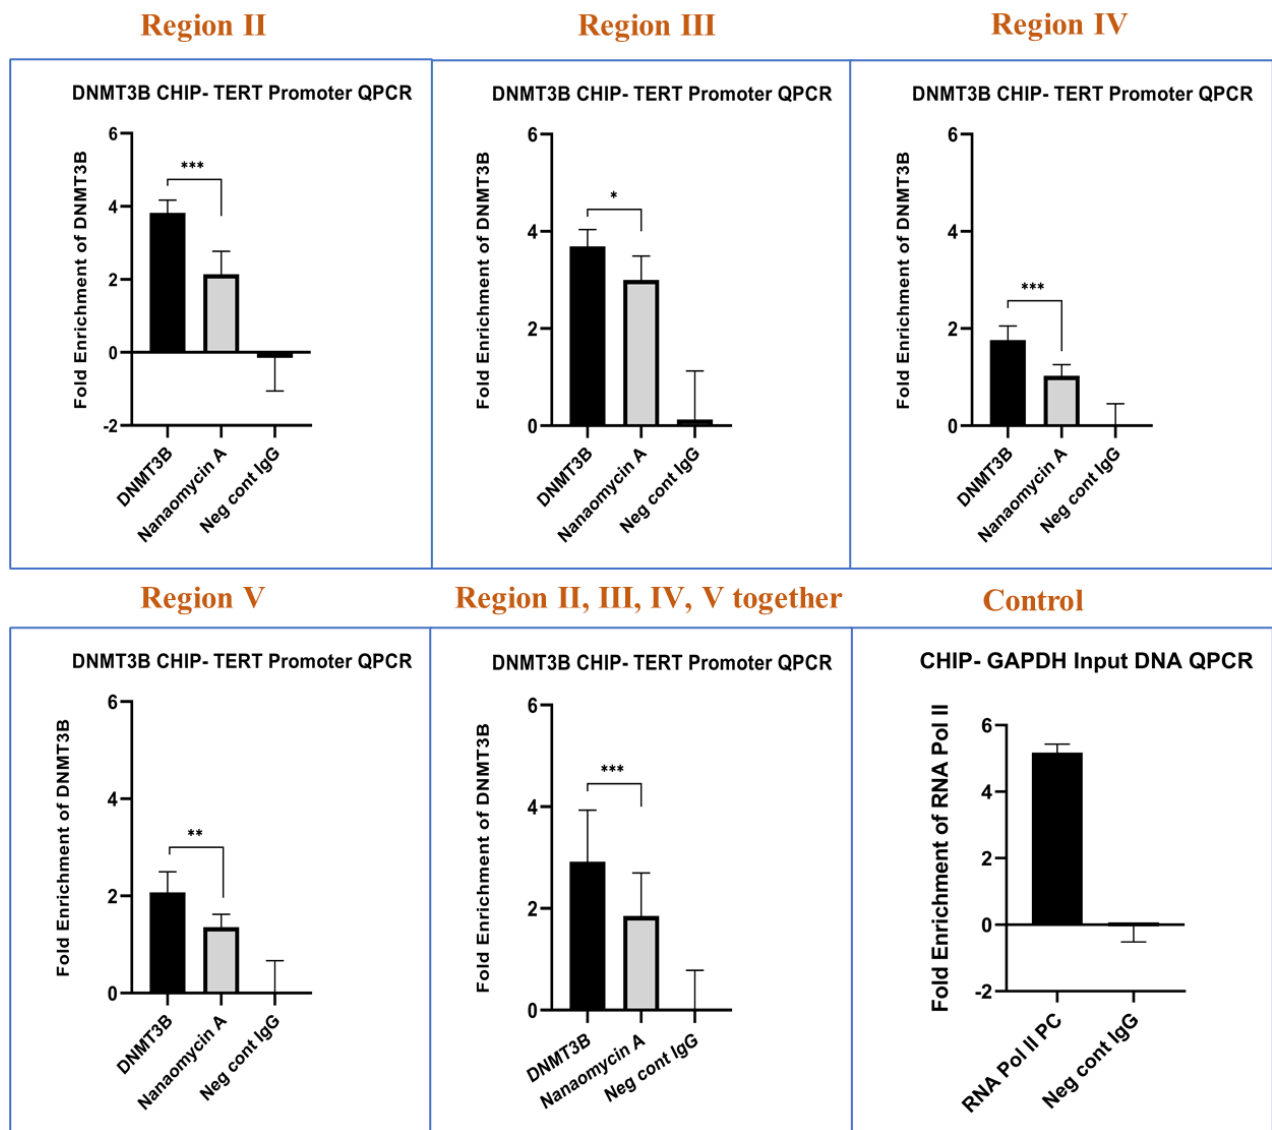 Region II
Region III
Region IV
DNMT3B CHIP- TERT Promoter QPCR
Fold Enrichment of DNMT3B
6
4
2
0
-2
***
DNMT3B
Nanaomycin A
Neg cont IgG
DNMT3B CHIP- TERT Promoter QPCR
Fold Enrichment of DNMT3B
6
4
2
0
*
DNMT3B
Nanaomycin A
Neg cont IgG
DNMT3B CHIP- TERT Promoter QPCR
Fold Enrichment of DNMT3B
6
4
2
0
***
DNMT3B
Nanaomycin A
Neg cont IgG
Region V
Region II, III, IV, V together
Control
DNMT3B CHIP- TERT Promoter QPCR
Fold Enrichment of DNMT3B
6
4
2
0
**
DNMT3B
Nanaomycin A
Neg cont IgG
DNMT3B CHIP- TERT Promoter QPCR
Fold Enrichment of DNMT3B
6
4
2
0
***
DNMT3B
Nanaomycin A
Neg cont IgG
CHIP- GAPDH Input DNA QPCR
Fold Enrichment of RNA Pol II
6
4
2
0
-2
RNA Pol II PC
Neg cont IgG